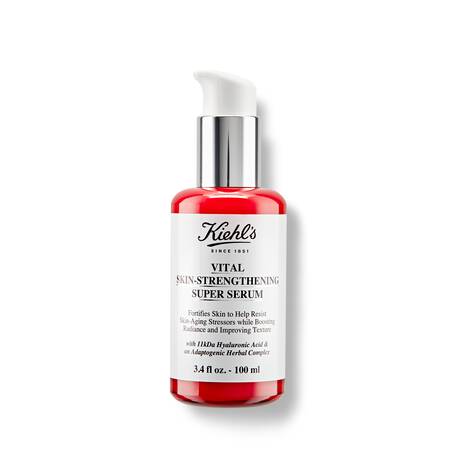 Kiehl's
SINCE 1851
VITAL
SKIN-STRENGTHENING
SUPER SERUM
Fortifies Skin to Help Resist
Skin-Aging Stressors while Boosting
Radiance and Improving Texture
with 11kDa Hyaluronic Acid &
an Adaptogenic Herbal Complex
3.4 fl. oz. - 100 ml